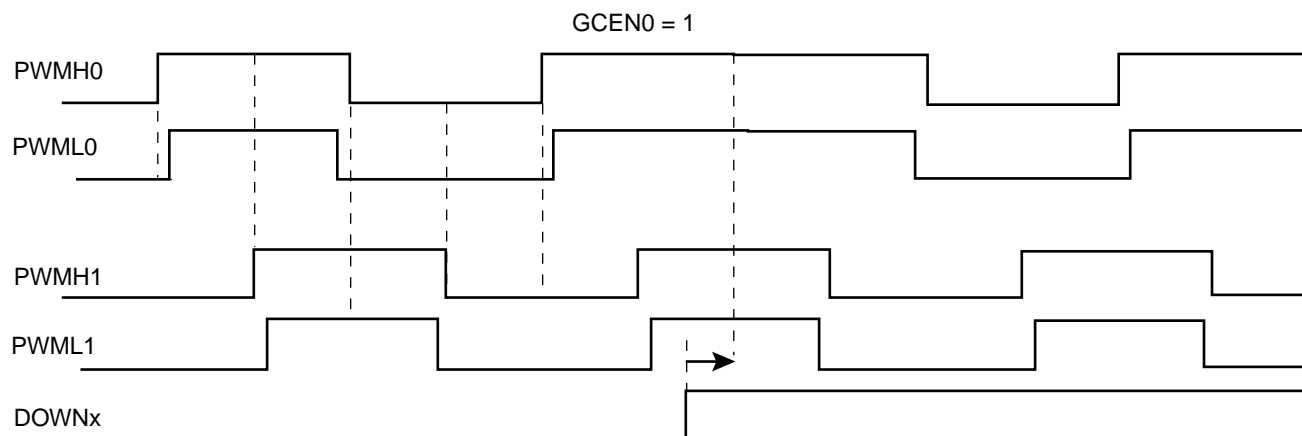 GCEN0 = 1
PWMH0
PWML0
PWMH1
PWML1
DOWNx